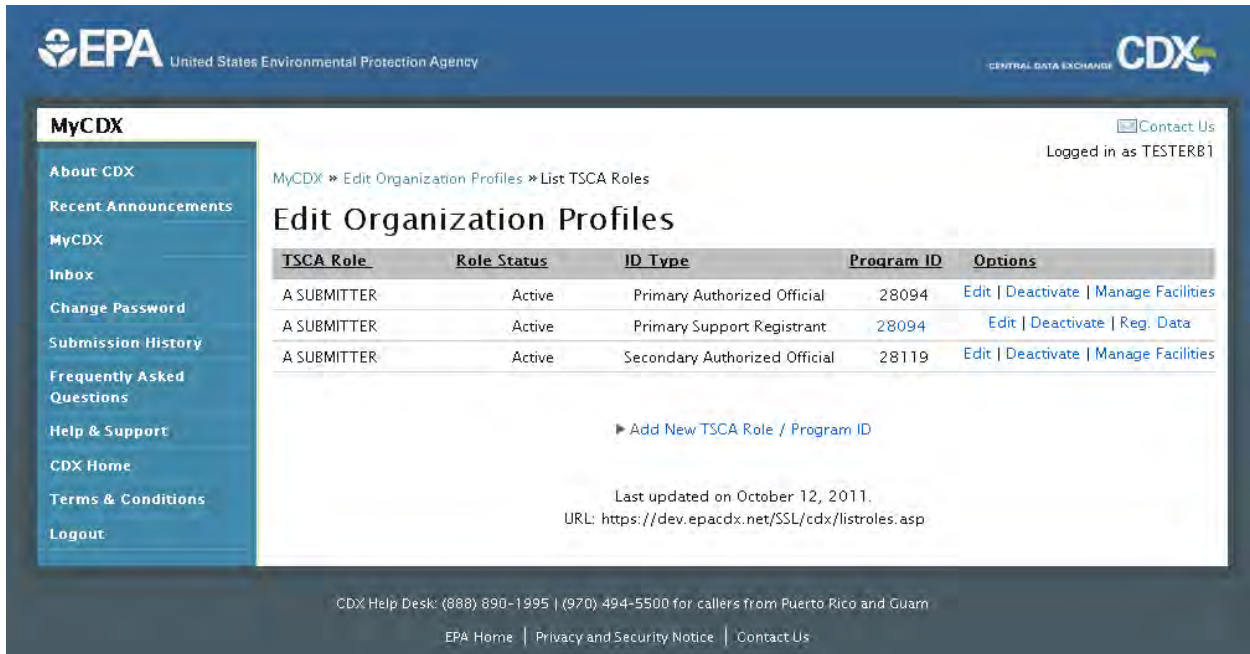 EPA United States Environmental Protection Agency
CENTRAL DATA EXCHANGE CDX
MyCDX
Contact Us
Logged in as TESTERB1
About CDX
Recent Announcements
MyCDX
Inbox
Change Password
Submission History
Frequently Asked
Questions
Help & Support
CDX Home
Terms & Conditions
Logout
MyCDX » Edit Organization Profiles » List TSCA Roles
Edit Organization Profiles
TSCA Role Role Status ID Type Program ID Options
A SUBMITTER Active Primary Authorized Official 28094 Edit | Deactivate | Manage Facilities
A SUBMITTER Active Primary Support Registrant 28094 Edit | Deactivate | Reg. Data
A SUBMITTER Active Secondary Authorized Official 28119 Edit | Deactivate | Manage Facilities
Add New TSCA Role / Program ID
Last updated on October 12, 2011.
URL: https://dev.epacdx.net/SSL/cdx/listroles.asp
CDX Help Desk: (888) 890-1995 | (970) 494-5500 for callers from Puerto Rico and Guam
EPA Home | Privacy and Security Notice | Contact Us